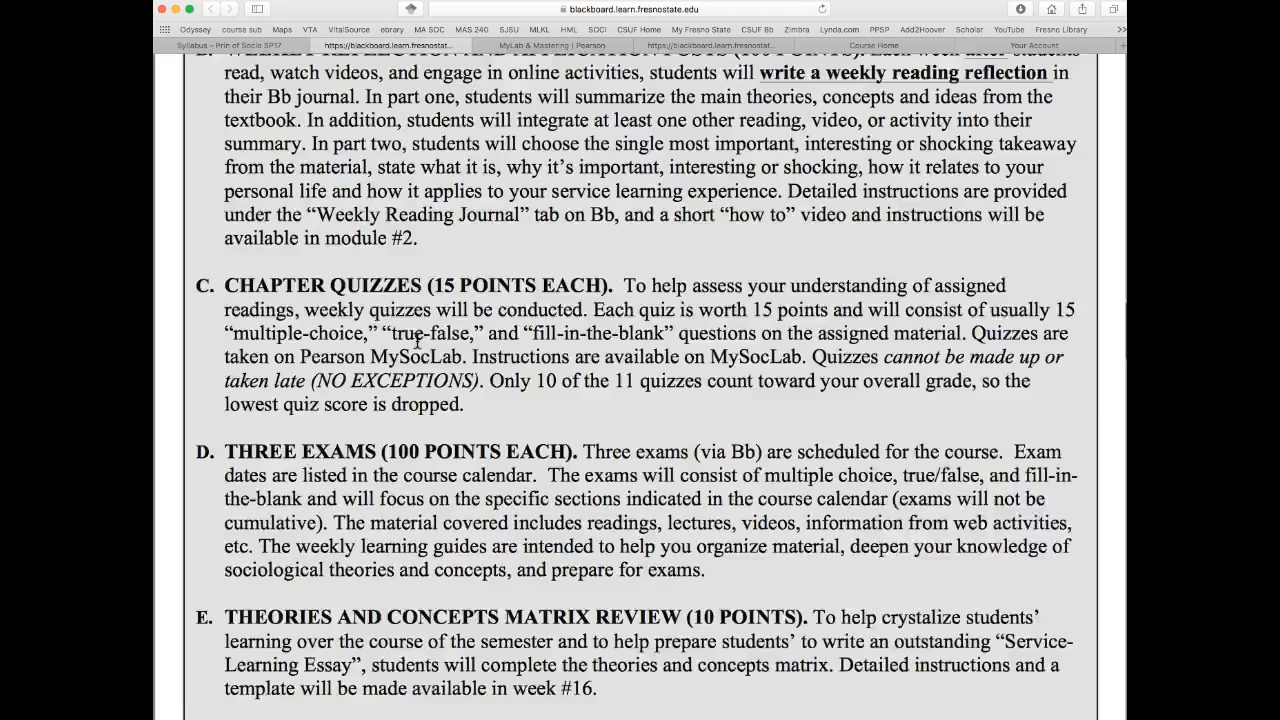 blackboard.learn.fresnostate.edu
Odyssey course sub Maps VTA VitalSource ebrary MA SOC MAS 240 SJSU MLKL HML SOCI CSUF Home My Fresno State CSUF Bb Zimbra Lynda.com PPSP Add2Hoover Scholar YouTube Fresno Library
Syllabus – Prin of Socio SP17 https://blackboard.learn.fresnost... MyLab & Mastering | Pearson https://blackboard.learn.fresnost... Course Home Your Account
read, watch videos, and engage in online activities, students will write a weekly reading reflection in
their Bb journal. In part one, students will summarize the main theories, concepts and ideas from the
textbook. In addition, students will integrate at least one other reading, video, or activity into their
summary. In part two, students will choose the single most important, interesting or shocking takeaway
from the material, state what it is, why it's important, interesting or shocking, how it relates to your
personal life and how it applies to your service learning experience. Detailed instructions are provided
under the “Weekly Reading Journal” tab on Bb, and a short “how to” video and instructions will be
available in module #2.
C. CHAPTER QUIZZES (15 POINTS EACH). To help assess your understanding of assigned
readings, weekly quizzes will be conducted. Each quiz is worth 15 points and will consist of usually 15
“multiple-choice,” “true-false,” and “fill-in-the-blank” questions on the assigned material. Quizzes are
taken on Pearson MySocLab. Instructions are available on MySocLab. Quizzes cannot be made up or
taken late (NO EXCEPTIONS). Only 10 of the 11 quizzes count toward your overall grade, so the
lowest quiz score is dropped.
D. THREE EXAMS (100 POINTS EACH). Three exams (via Bb) are scheduled for the course. Exam
dates are listed in the course calendar. The exams will consist of multiple choice, true/false, and fill-in-
the-blank and will focus on the specific sections indicated in the course calendar (exams will not be
cumulative). The material covered includes readings, lectures, videos, information from web activities,
etc. The weekly learning guides are intended to help you organize material, deepen your knowledge of
sociological theories and concepts, and prepare for exams.
E. THEORIES AND CONCEPTS MATRIX REVIEW (10 POINTS). To help crystalize students’
learning over the course of the semester and to help prepare students’ to write an outstanding “Service-
Learning Essay”, students will complete the theories and concepts matrix. Detailed instructions and a
template will be made available in week #16.